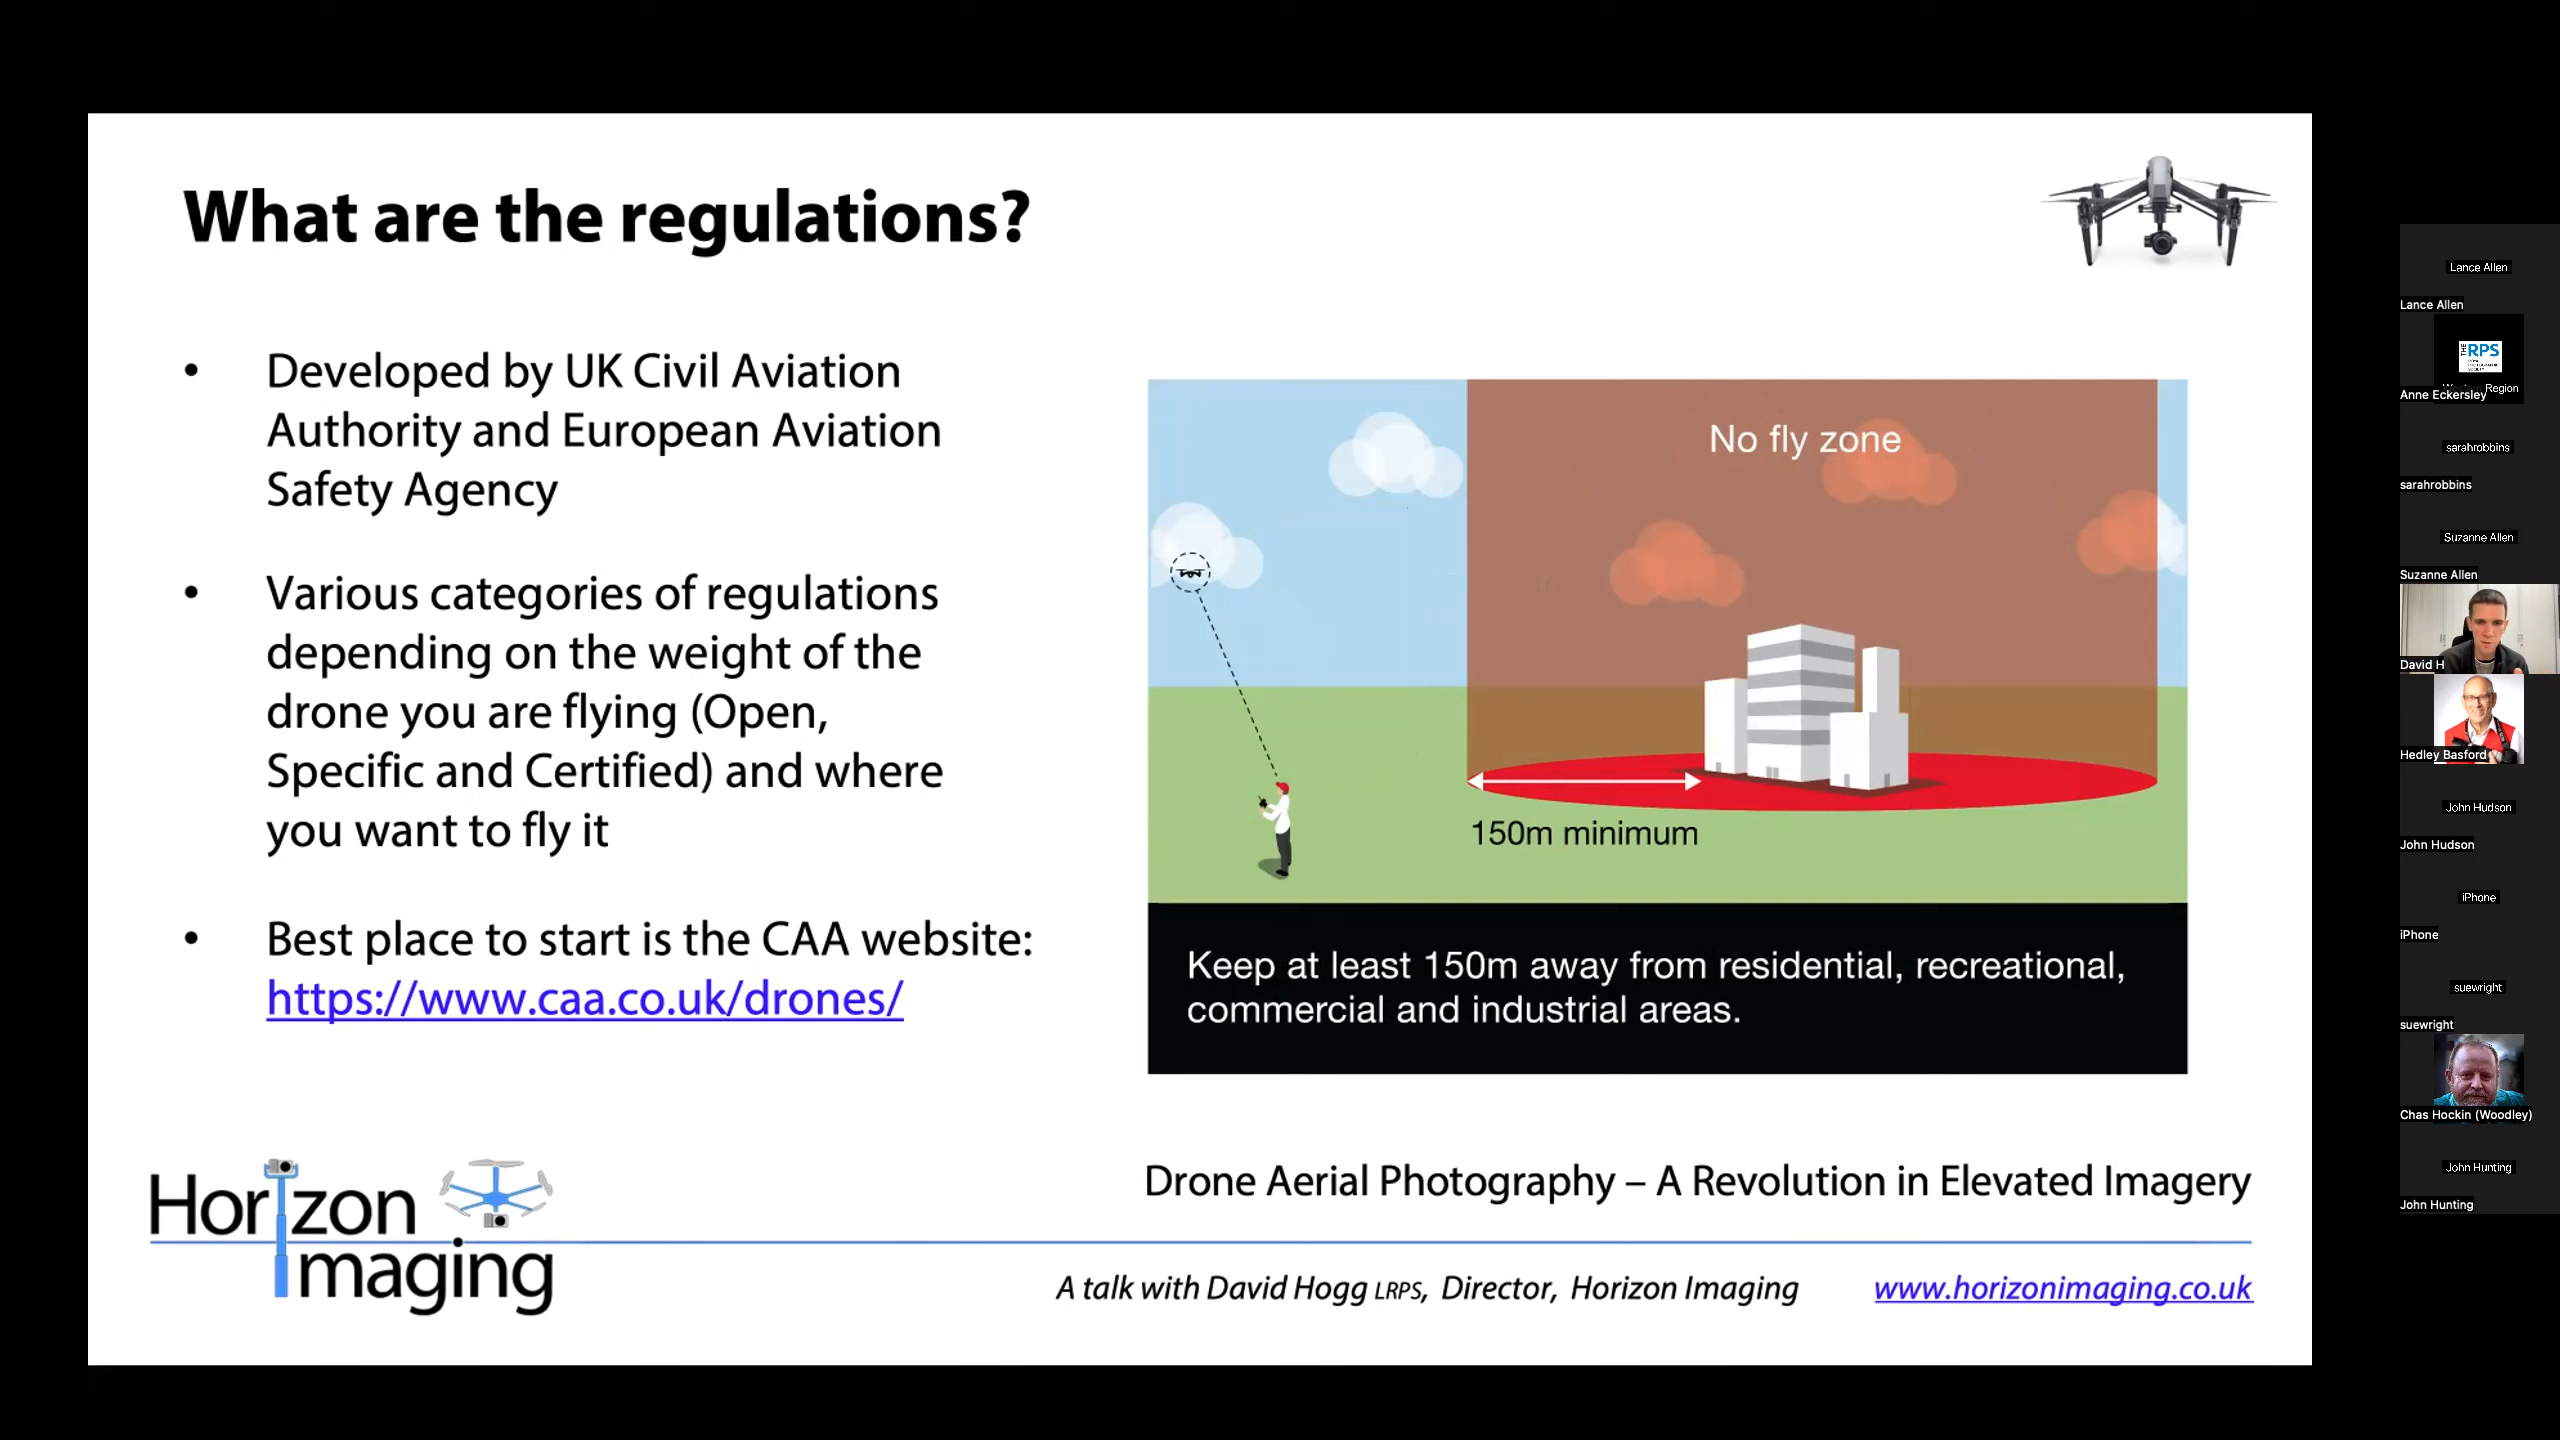 What are the regulations?
• Developed by UK Civil Aviation
Authority and European Aviation
Safety Agency
• Various categories of regulations
depending on the weight of the
drone you are flying (Open,
Specific and Certified) and where
you want to fly it
• Best place to start is the CAA website:
https://www.caa.co.uk/drones/
No fly zone
150m minimum
Keep at least 150m away from residential, recreational,
commercial and industrial areas.
Horizon
Imaging
Drone Aerial Photography – A Revolution in Elevated Imagery
A talk with David Hogg LRPS, Director, Horizon Imaging
www.horizonimaging.co.uk
Lance Allen
Lance Allen
THE RPS
Region
Anne Eckersley
sarahrobbins
sarahrobbins
Suzanne Allen
Suzanne Allen
David H
Hedley Basford
John Hudson
John Hudson
iPhone
iPhone
suewright
suewright
Chas Hockin (Woodley)
John Hunting
John Hunting